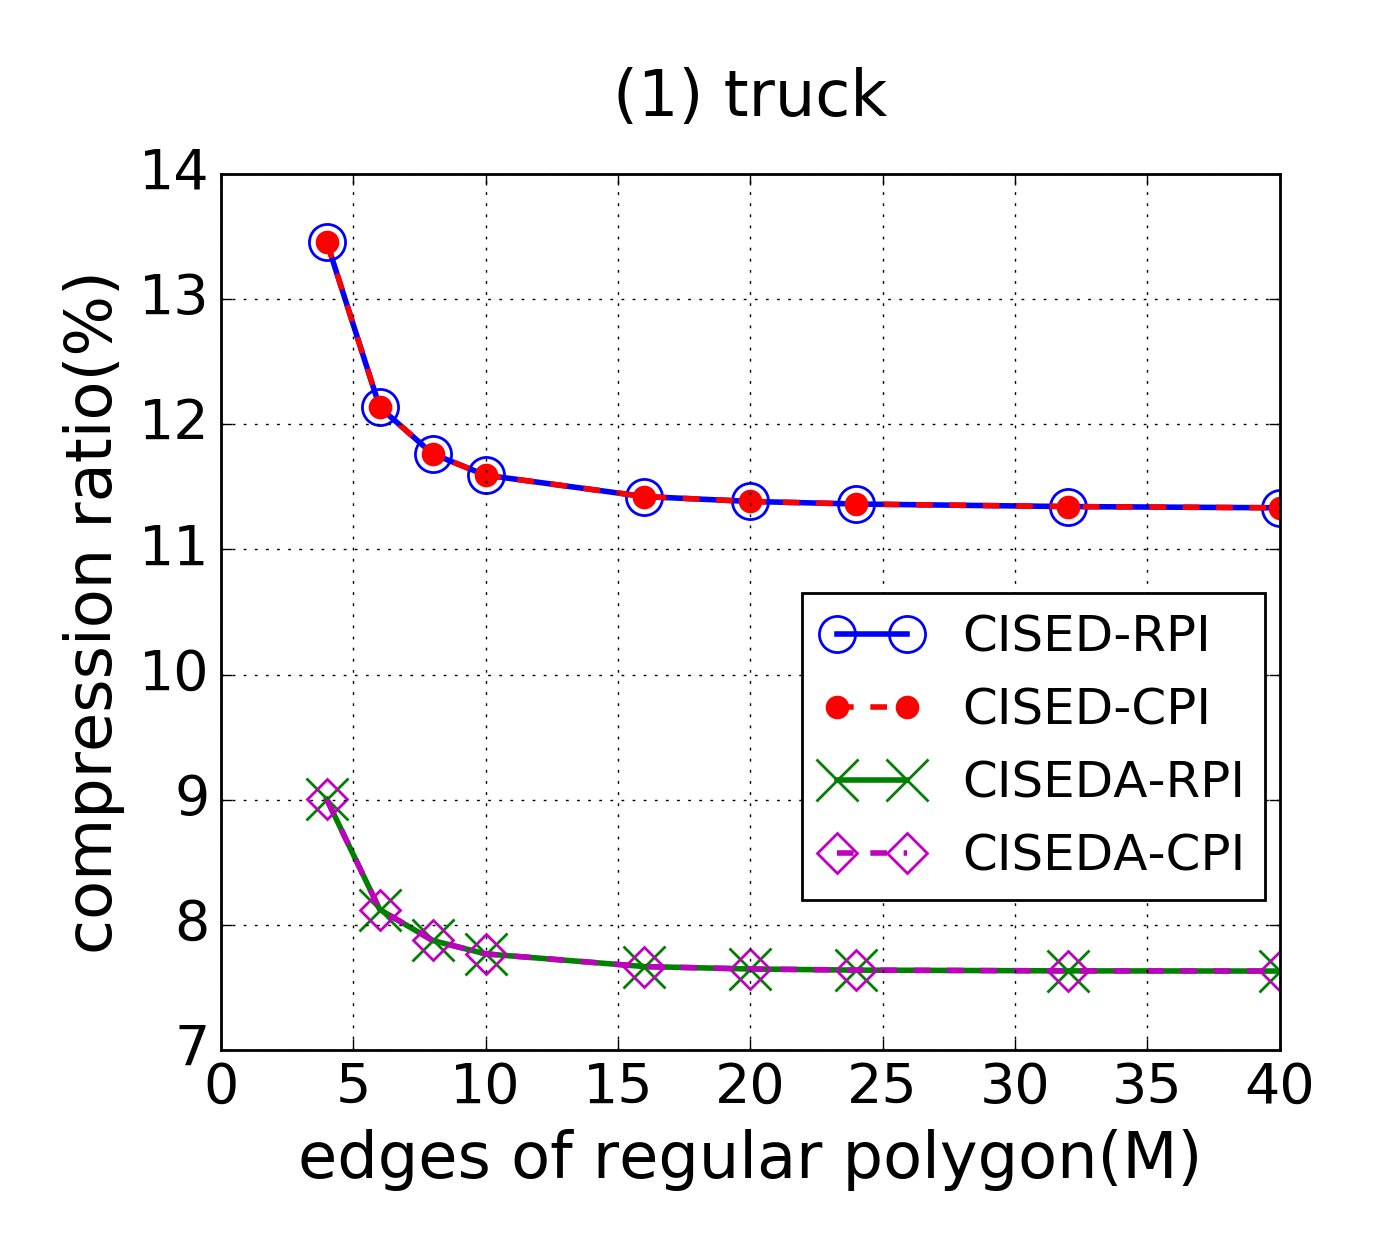 (1) truck
14
13
12
11
10
9
8
7
compression ratio(%)
CISED-RPI
CISED-CPI
CISEDA-RPI
CISEDA-CPI
0 5 10 15 20 25 30 35 40
edges of regular polygon(M)